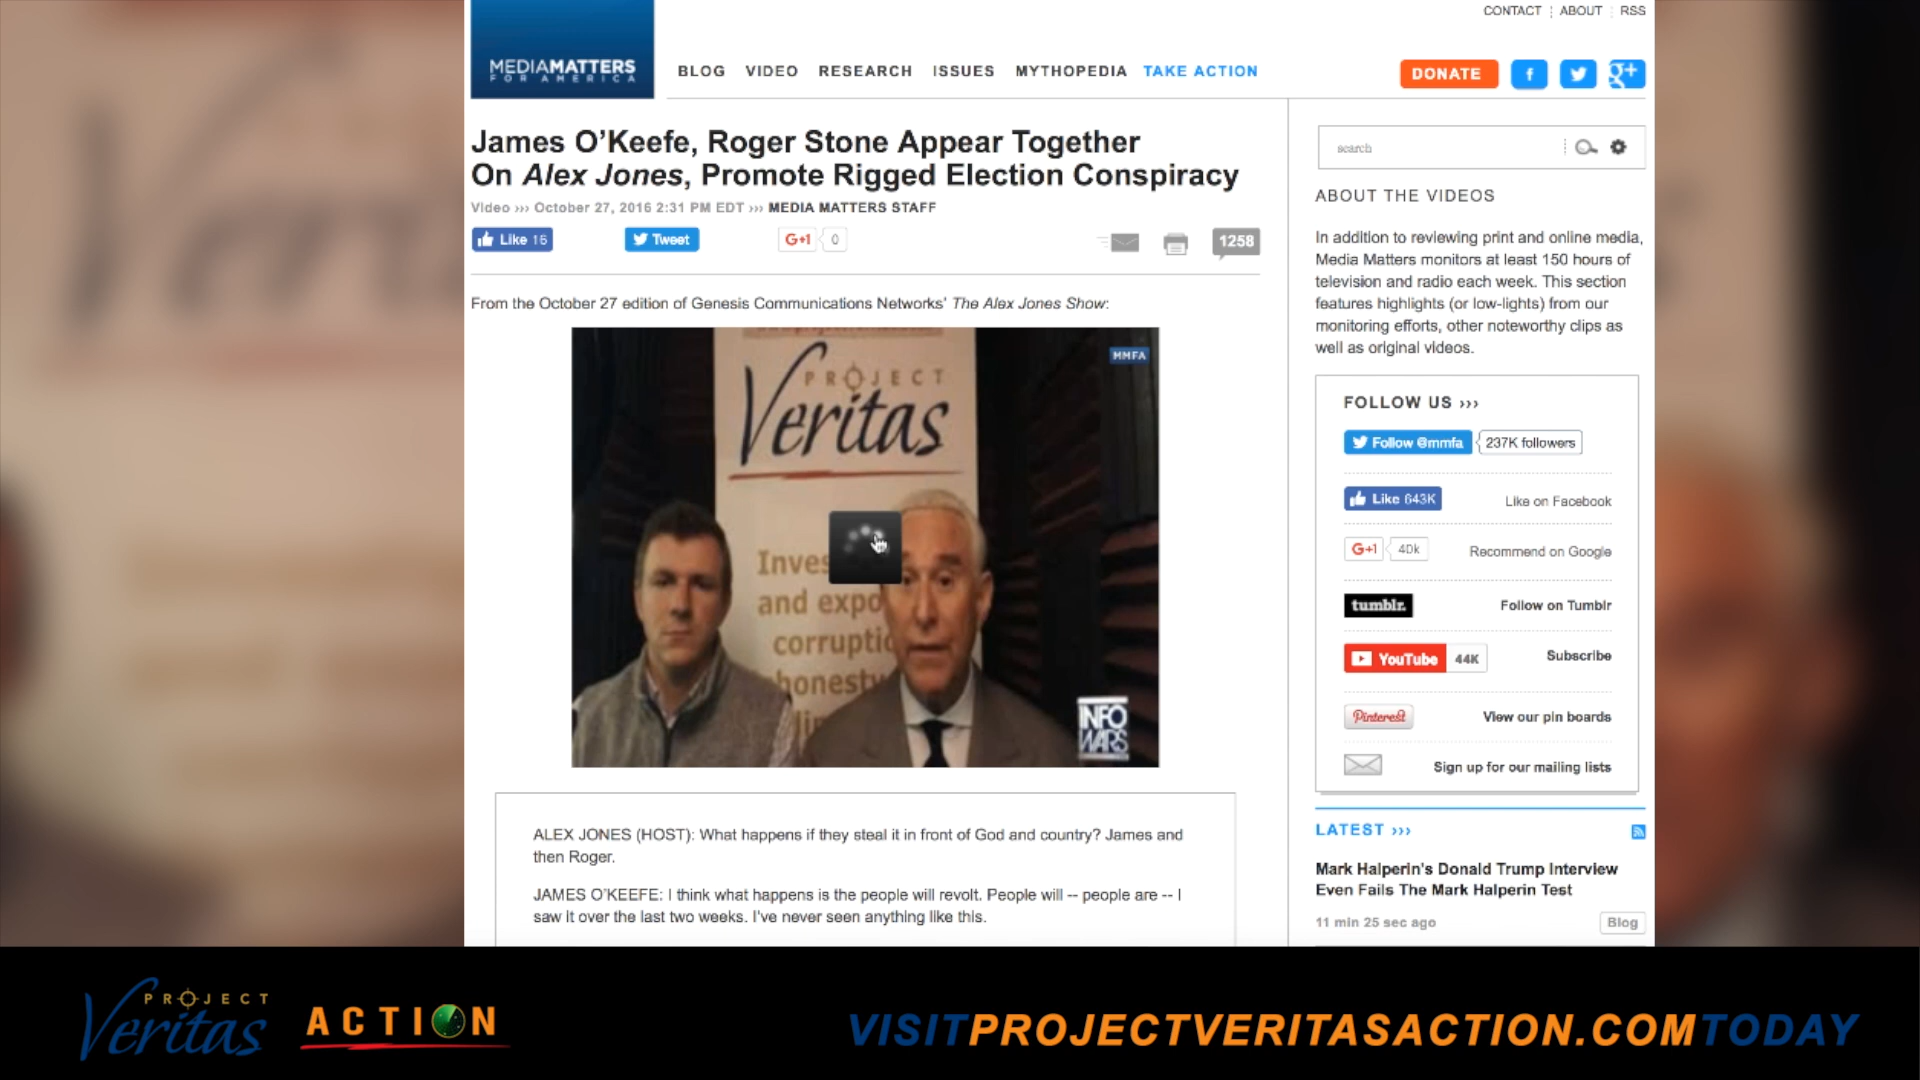 CONTACT ABOUT RSS
MEDIAMATTERS
FOR AMERICA
BLOG VIDEO RESEARCH ISSUES MYTHOPEDIA TAKE ACTION
DONATE f g+
James O'Keefe, Roger Stone Appear Together
On Alex Jones, Promote Rigged Election Conspiracy
Video ››› October 27, 2016 2:31 PM EDT ››› MEDIA MATTERS STAFF
Like 15
Tweet
G+1 0
1258
From the October 27 edition of Genesis Communications Networks' The Alex Jones Show:
MMFA
PROJECT
Veritas
Inves
and expo
corruptio
honesty
INFO
WARS
ALEX JONES (HOST): What happens if they steal it in front of God and country? James and
then Roger.
JAMES O'KEEFE: I think what happens is the people will revolt. People will -- people are -- I
saw it over the last two weeks. I've never seen anything like this.
search
ABOUT THE VIDEOS
In addition to reviewing print and online media,
Media Matters monitors at least 150 hours of
television and radio each week. This section
features highlights (or low-lights) from our
monitoring efforts, other noteworthy clips as
well as original videos.
FOLLOW US ›››
Follow @mmfa 237K followers
Like 643K Like on Facebook
G+1 40k Recommend on Google
tumblr. Follow on Tumblr
YouTube 44K Subscribe
Pinterest View our pin boards
Sign up for our mailing lists
LATEST ›››
Mark Halperin's Donald Trump Interview
Even Fails The Mark Halperin Test
11 min 25 sec ago Blog
PROJECT
Veritas ACTION
VISITPROJECTVERITASACTION.COMTODAY